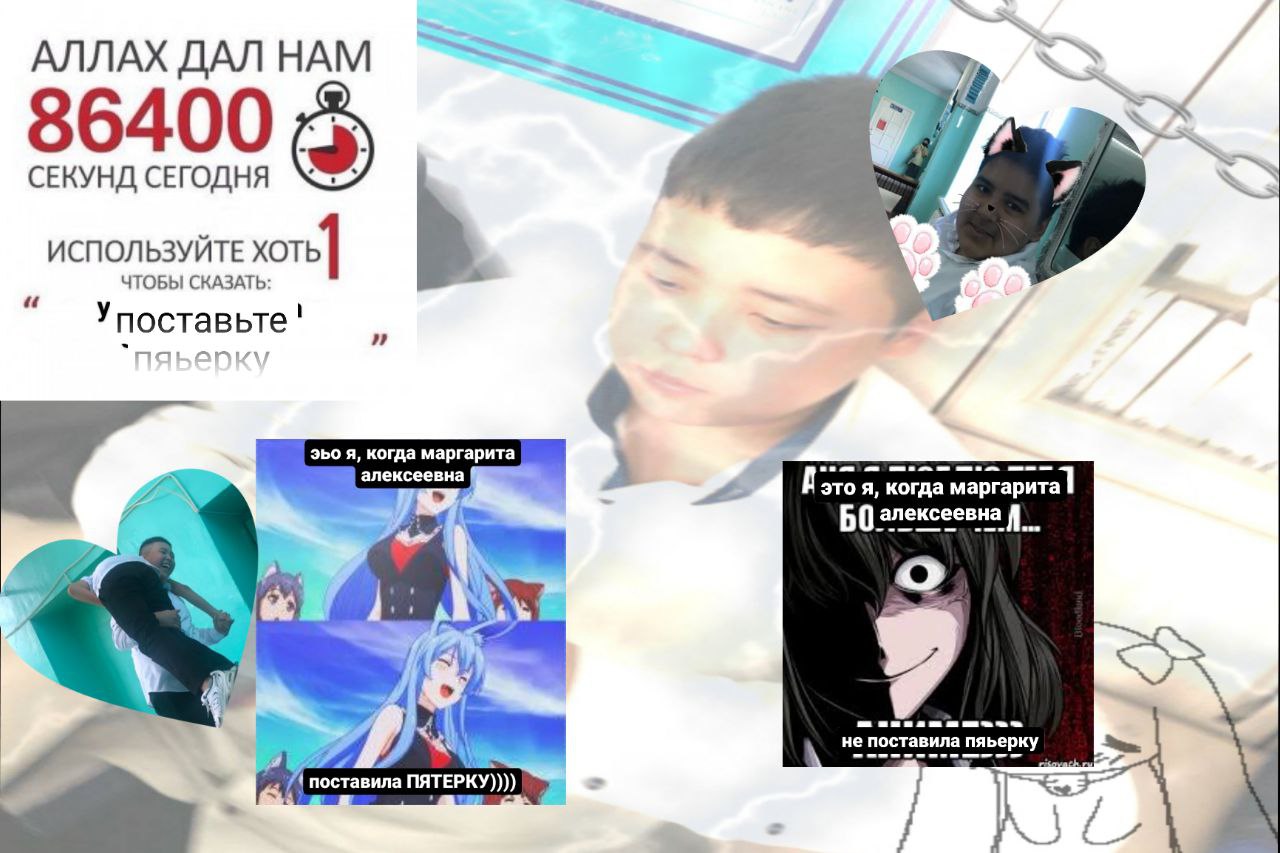 АЛЛАХ ДАЛ НАМ
86400
СЕКУНД СЕГОДНЯ
ИСПОЛЬЗУЙТЕ ХОТЬ 1
ЧТОБЫ СКАЗАТЬ:
“ поставьте
пяьерку ”
эьо я, когда маргарита
алексеевна
поставила ПЯТЕРКУ))))
это я, когда маргарита
алексеевна
не поставила пяьерку
risovach.ru